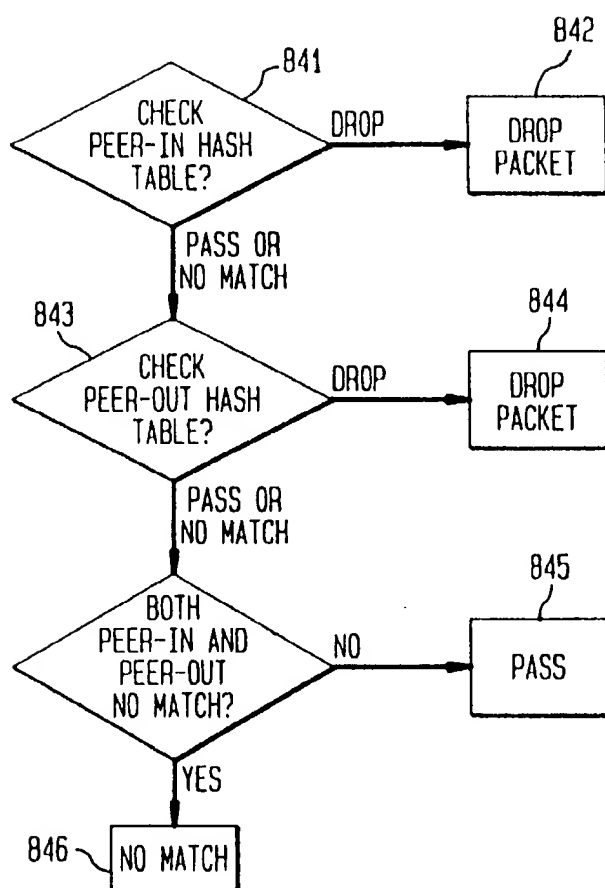 841
CHECK
PEER-IN HASH
TABLE?
DROP
842
DROP
PACKET
PASS OR
NO MATCH
843
CHECK
PEER-OUT HASH
TABLE?
DROP
844
DROP
PACKET
PASS OR
NO MATCH
BOTH
PEER-IN AND
PEER-OUT
NO MATCH?
NO
845
PASS
YES
846
NO MATCH